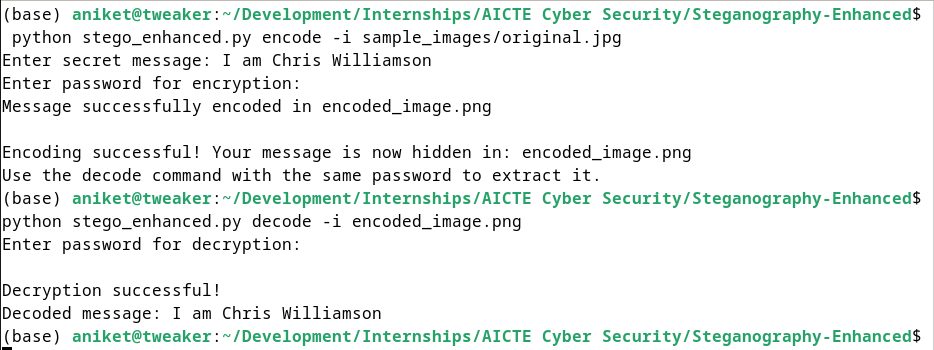 (base) aniket@tweaker:~/Development/Internships/AICTE Cyber Security/Steganography-Enhanced$
python stego_enhanced.py encode -i sample_images/original.jpg
Enter secret message: I am Chris Williamson
Enter password for encryption:
Message successfully encoded in encoded_image.png
Encoding successful! Your message is now hidden in: encoded_image.png
Use the decode command with the same password to extract it.
(base) aniket@tweaker:~/Development/Internships/AICTE Cyber Security/Steganography-Enhanced$
python stego_enhanced.py decode -i encoded_image.png
Enter password for decryption:
Decryption successful!
Decoded message: I am Chris Williamson
(base) aniket@tweaker:~/Development/Internships/AICTE Cyber Security/Steganography-Enhanced$